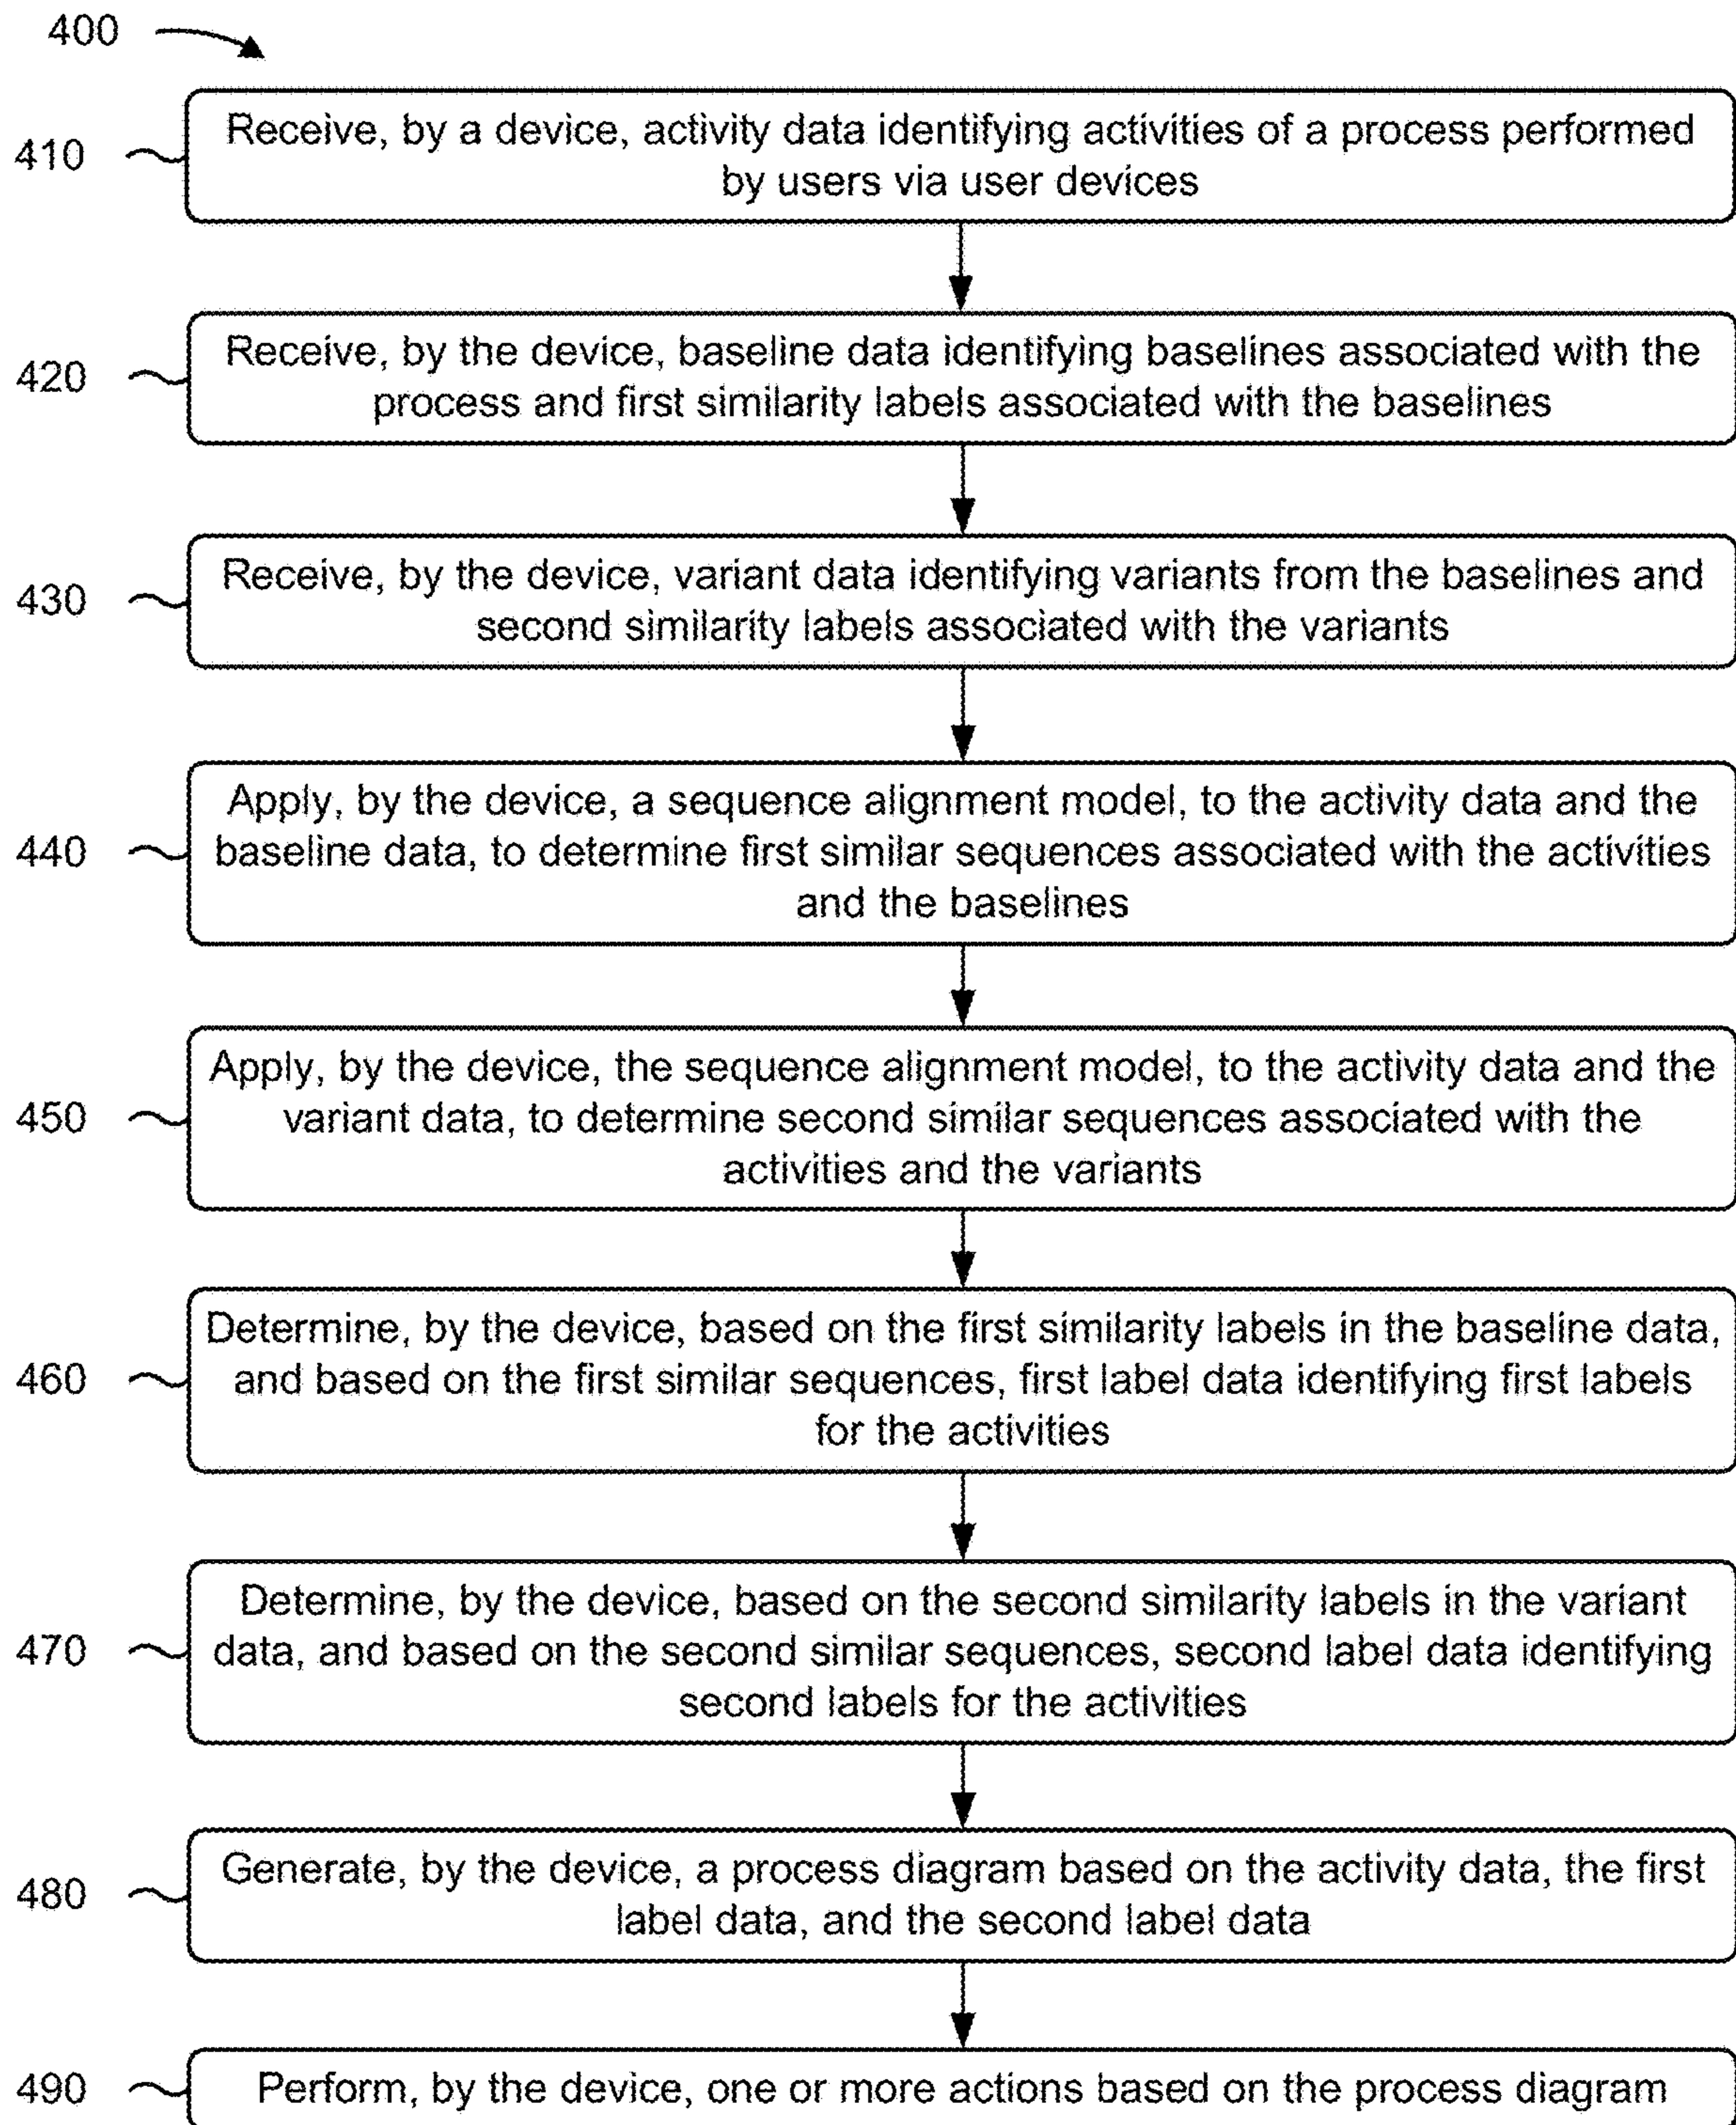 400
410
Receive, by a device, activity data identifying activities of a process performed
by users via user devices
420
Receive, by the device, baseline data identifying baselines associated with the
process and first similarity labels associated with the baselines
430
Receive, by the device, variant data identifying variants from the baselines and
second similarity labels associated with the variants
440
Apply, by the device, a sequence alignment model, to the activity data and the
baseline data, to determine first similar sequences associated with the activities
and the baselines
450
Apply, by the device, the sequence alignment model, to the activity data and the
variant data, to determine second similar sequences associated with the
activities and the variants
460
Determine, by the device, based on the first similarity labels in the baseline data,
and based on the first similar sequences, first label data identifying first labels
for the activities
470
Determine, by the device, based on the second similarity labels in the variant
data, and based on the second similar sequences, second label data identifying
second labels for the activities
480
Generate, by the device, a process diagram based on the activity data, the first
label data, and the second label data
490
Perform, by the device, one or more actions based on the process diagram